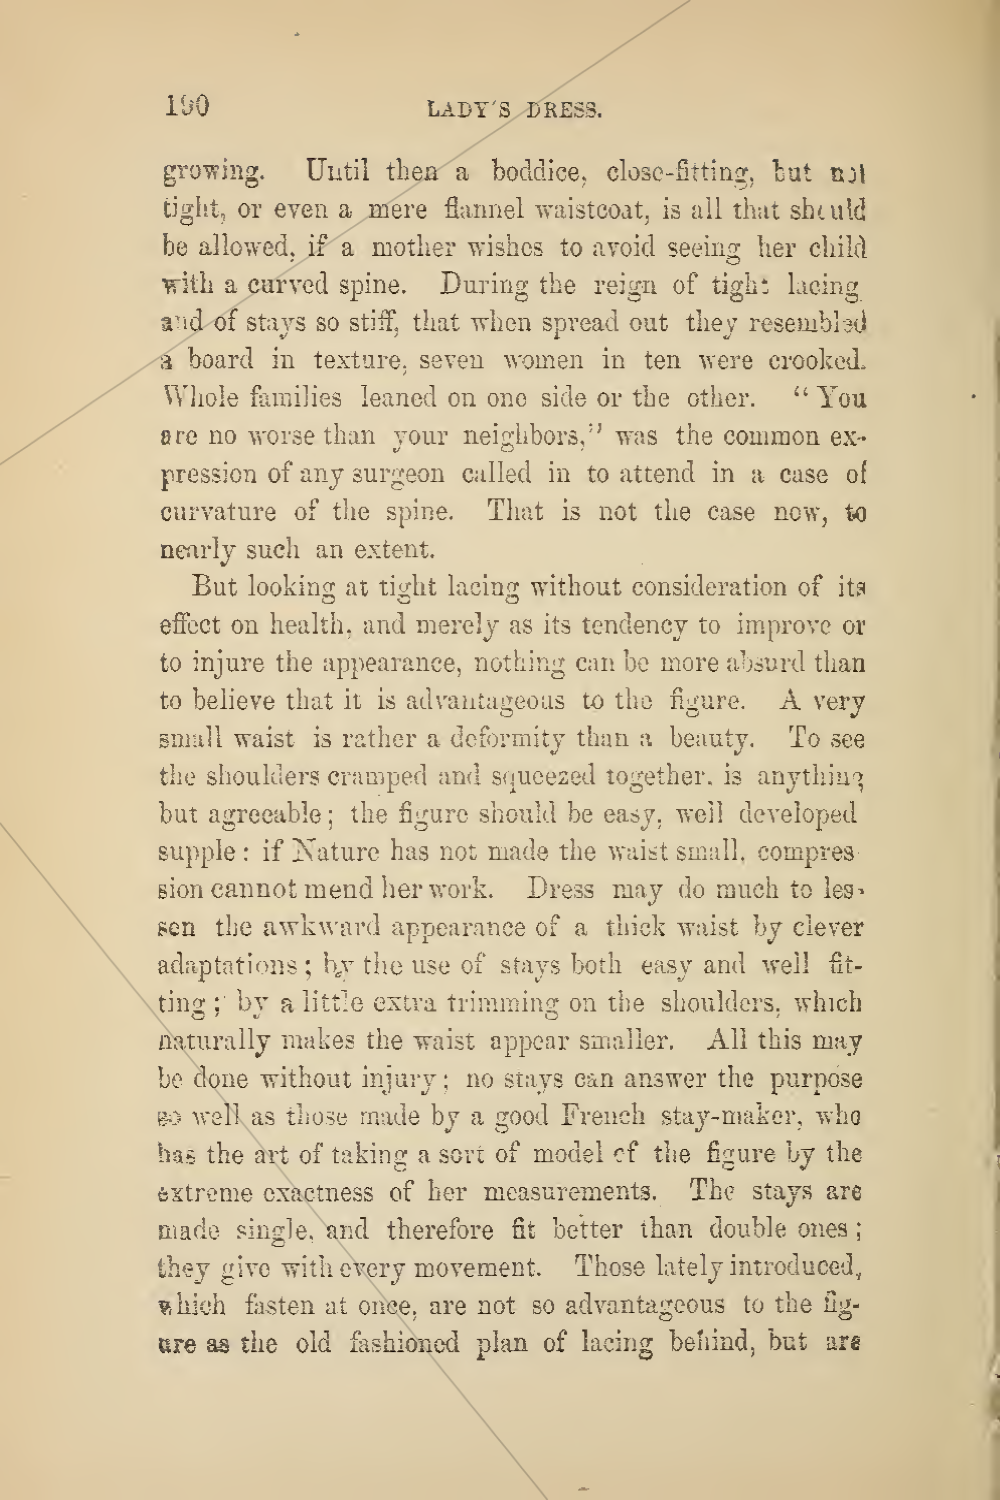 190 LADY'S DRESS.
growing. Until then a boddice, close-fitting, but not
tight, or even a mere flannel waistcoat, is all that should
be allowed, if a mother wishes to avoid seeing her child
with a curved spine. During the reign of tight lacing
and of stays so stiff, that when spread out they resembled
a board in texture, seven women in ten were crooked.
Whole families leaned on one side or the other. “ You
are no worse than your neighbors,” was the common ex-
pression of any surgeon called in to attend in a case of
curvature of the spine. That is not the case now, to
nearly such an extent.
But looking at tight lacing without consideration of its
effect on health, and merely as its tendency to improve or
to injure the appearance, nothing can be more absurd than
to believe that it is advantageous to the figure. A very
small waist is rather a deformity than a beauty. To see
the shoulders cramped and squeezed together, is anything
but agreeable; the figure should be easy, well developed
supple: if Nature has not made the waist small, compres
sion cannot mend her work. Dress may do much to les-
sen the awkward appearance of a thick waist by clever
adaptations; by the use of stays both easy and well fit-
ting; by a little extra trimming on the shoulders, which
naturally makes the waist appear smaller. All this may
be done without injury; no stays can answer the purpose
so well as those made by a good French stay-maker, who
has the art of taking a sort of model of the figure by the
extreme exactness of her measurements. The stays are
made single, and therefore fit better than double ones;
they give with every movement. Those lately introduced,
which fasten at once, are not so advantageous to the fig-
ure as the old fashioned plan of lacing behind, but are